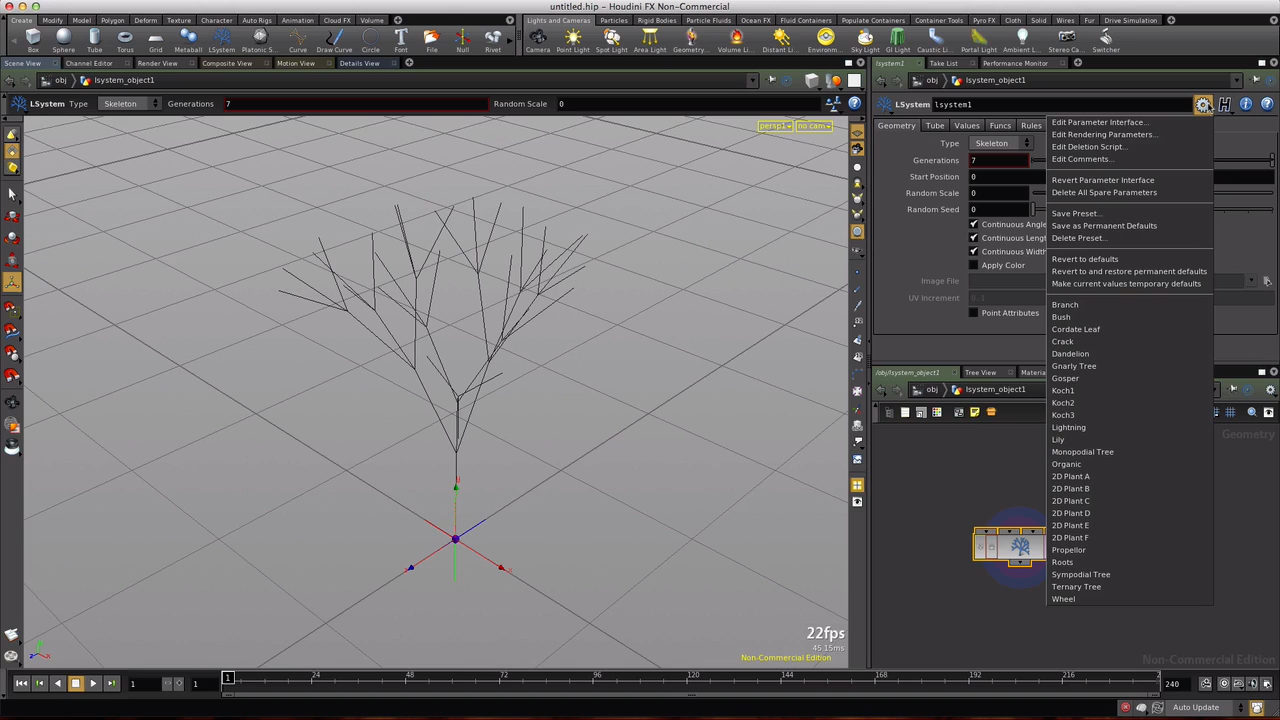 untitled.hip – Houdini FX Non-Commercial
Create Modify Model Polygon Deform Texture Character Auto Rigs Animation Cloud FX Volume
Lights and Cameras Particles Rigid Bodies Particle Fluids Ocean FX Fluid Containers Populate Containers Container Tools Pyro FX Cloth Solid Wires Fur Drive Simulation
Box Sphere Tube Torus Grid Metaball LSystem Platonic S... Curve Draw Curve Circle Font File Null Rivet
Camera Point Light Spot Light Area Light Geometry... Volume Li... Distant Li... Environm... Sky Light GI Light Caustic Li... Portal Light Ambient Li... Stereo Ca... Switcher
Scene View Channel Editor Render View Composite View Motion View Details View
lsystem1 Take List Performance Monitor
obj lsystem_object1
obj lsystem_object1
LSystem Type Skeleton Generations 7 Random Scale 0
LSystem lsystem1
persp1 no cam
Geometry Tube Values Funcs Rules
Type Skeleton
Generations 7
Start Position 0
Random Scale 0
Random Seed 0
Continuous Angle
Continuous Length
Continuous Width
Apply Color
Image File
UV Increment 0.1
Point Attributes
Edit Parameter Interface...
Edit Rendering Parameters...
Edit Deletion Script...
Edit Comments...
Revert Parameter Interface
Delete All Spare Parameters
Save Preset...
Save as Permanent Defaults
Delete Preset...
Revert to defaults
Revert to and restore permanent defaults
Make current values temporary defaults
Branch
Bush
Cordate Leaf
Crack
Dandelion
Gnarly Tree
Gosper
Koch1
Koch2
Koch3
Lightning
Lily
Monopodial Tree
Organic
2D Plant A
2D Plant B
2D Plant C
2D Plant D
2D Plant E
2D Plant F
Propellor
Roots
Sympodial Tree
Ternary Tree
Wheel
/obj/lsystem_object1 Tree View
obj lsystem_object1
Geometry
Non-Commercial Edition
22fps
45.15ms
Non-Commercial Edition
1 1 1 24 48 72 96 120 144 168 192 216 2 240
Auto Update